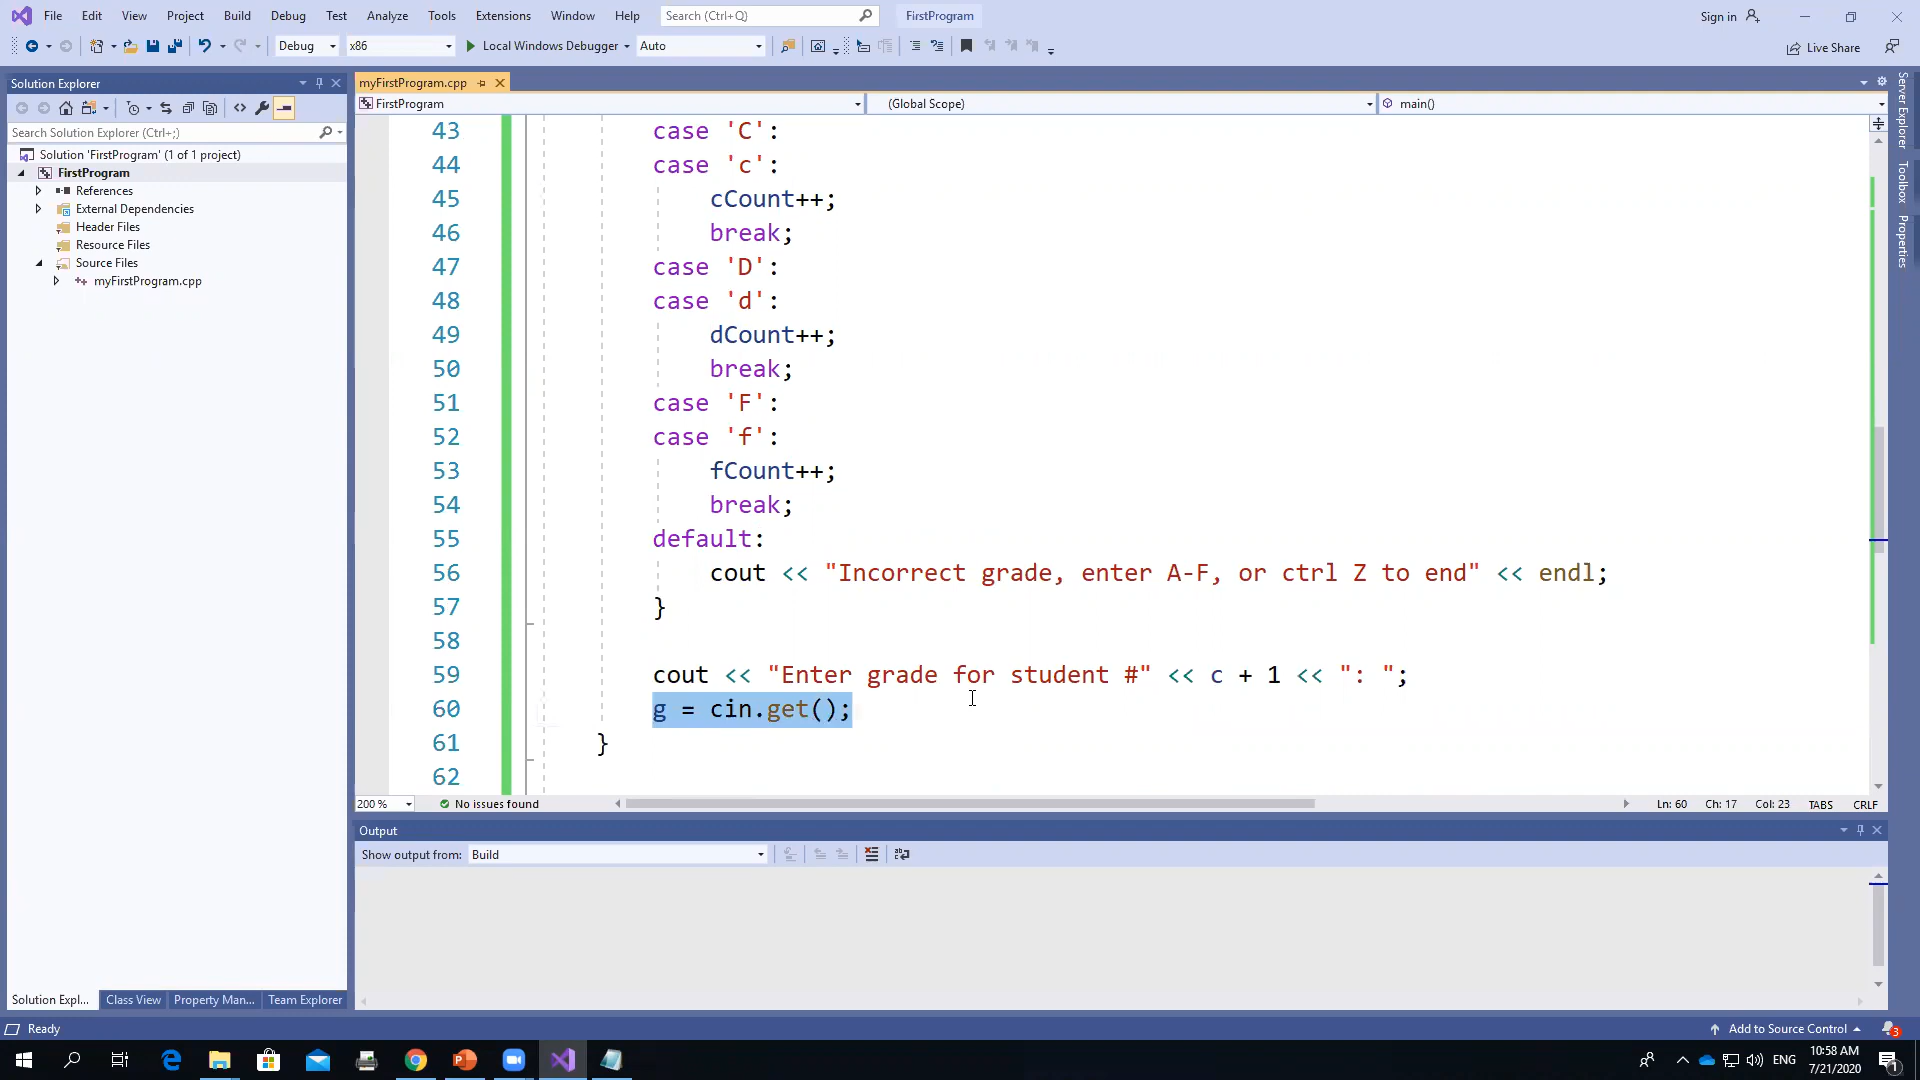 File Edit View Project Build Debug Test Analyze Tools Extensions Window Help Search (Ctrl+Q) FirstProgram Sign in
Debug x86 Local Windows Debugger Auto Live Share
Solution Explorer
Search Solution Explorer (Ctrl+;)
Solution 'FirstProgram' (1 of 1 project)
FirstProgram
References
External Dependencies
Header Files
Resource Files
Source Files
myFirstProgram.cpp
Solution Expl... Class View Property Man... Team Explorer
myFirstProgram.cpp
FirstProgram (Global Scope) main()
43 case 'C':
44 case 'c':
45 cCount++;
46 break;
47 case 'D':
48 case 'd':
49 dCount++;
50 break;
51 case 'F':
52 case 'f':
53 fCount++;
54 break;
55 default:
56 cout << "Incorrect grade, enter A-F, or ctrl Z to end" << endl;
57 }
58
59 cout << "Enter grade for student #" << c + 1 << ": ";
60 g = cin.get();
61 }
62
200 % No issues found Ln: 60 Ch: 17 Col: 23 TABS CRLF
Output
Show output from: Build
Server Explorer
Toolbox
Properties
Ready Add to Source Control 3
ENG 10:58 AM
7/21/2020
1